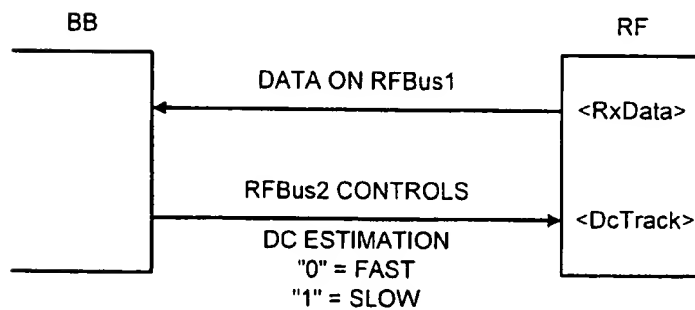 BB
RF
DATA ON RFBus1
<RxData>
RFBus2 CONTROLS
<DcTrack>
DC ESTIMATION
"0" = FAST
"1" = SLOW